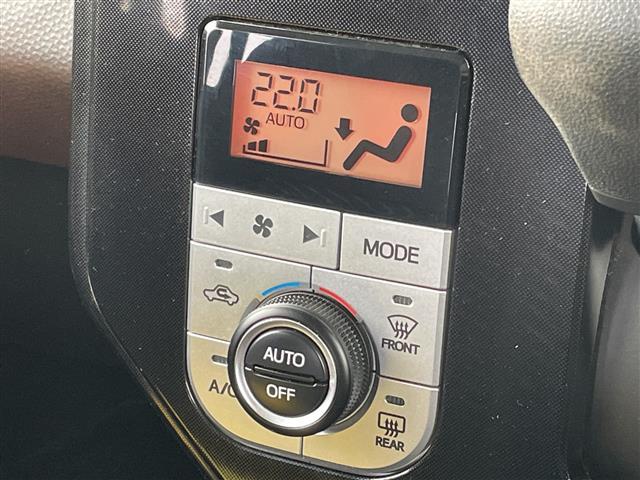 22.0
AUTO
MODE
FRONT
AUTO
OFF
A/C
REAR